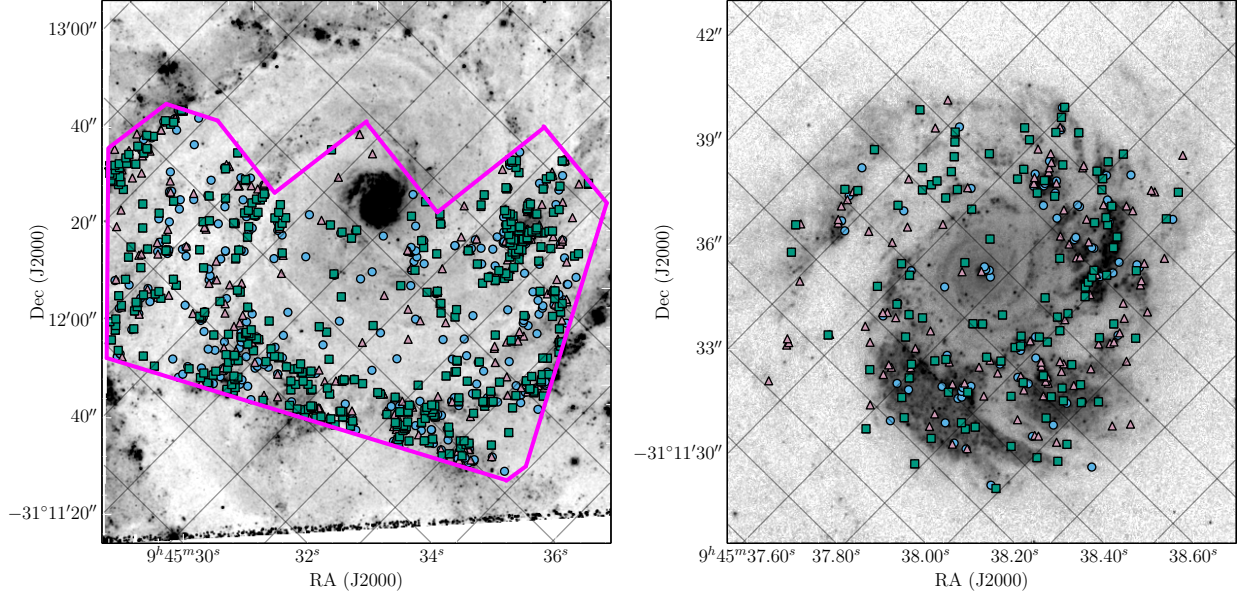 13′00″
40″
20″
12′00″
40″
−31°11′20″
Dec (J2000)
9ʰ45ᵐ30ˢ
32ˢ
34ˢ
36ˢ
RA (J2000)
42″
39″
36″
33″
−31°11′30″
Dec (J2000)
9ʰ45ᵐ37.60ˢ
37.80ˢ
38.00ˢ
38.20ˢ
38.40ˢ
38.60ˢ
RA (J2000)